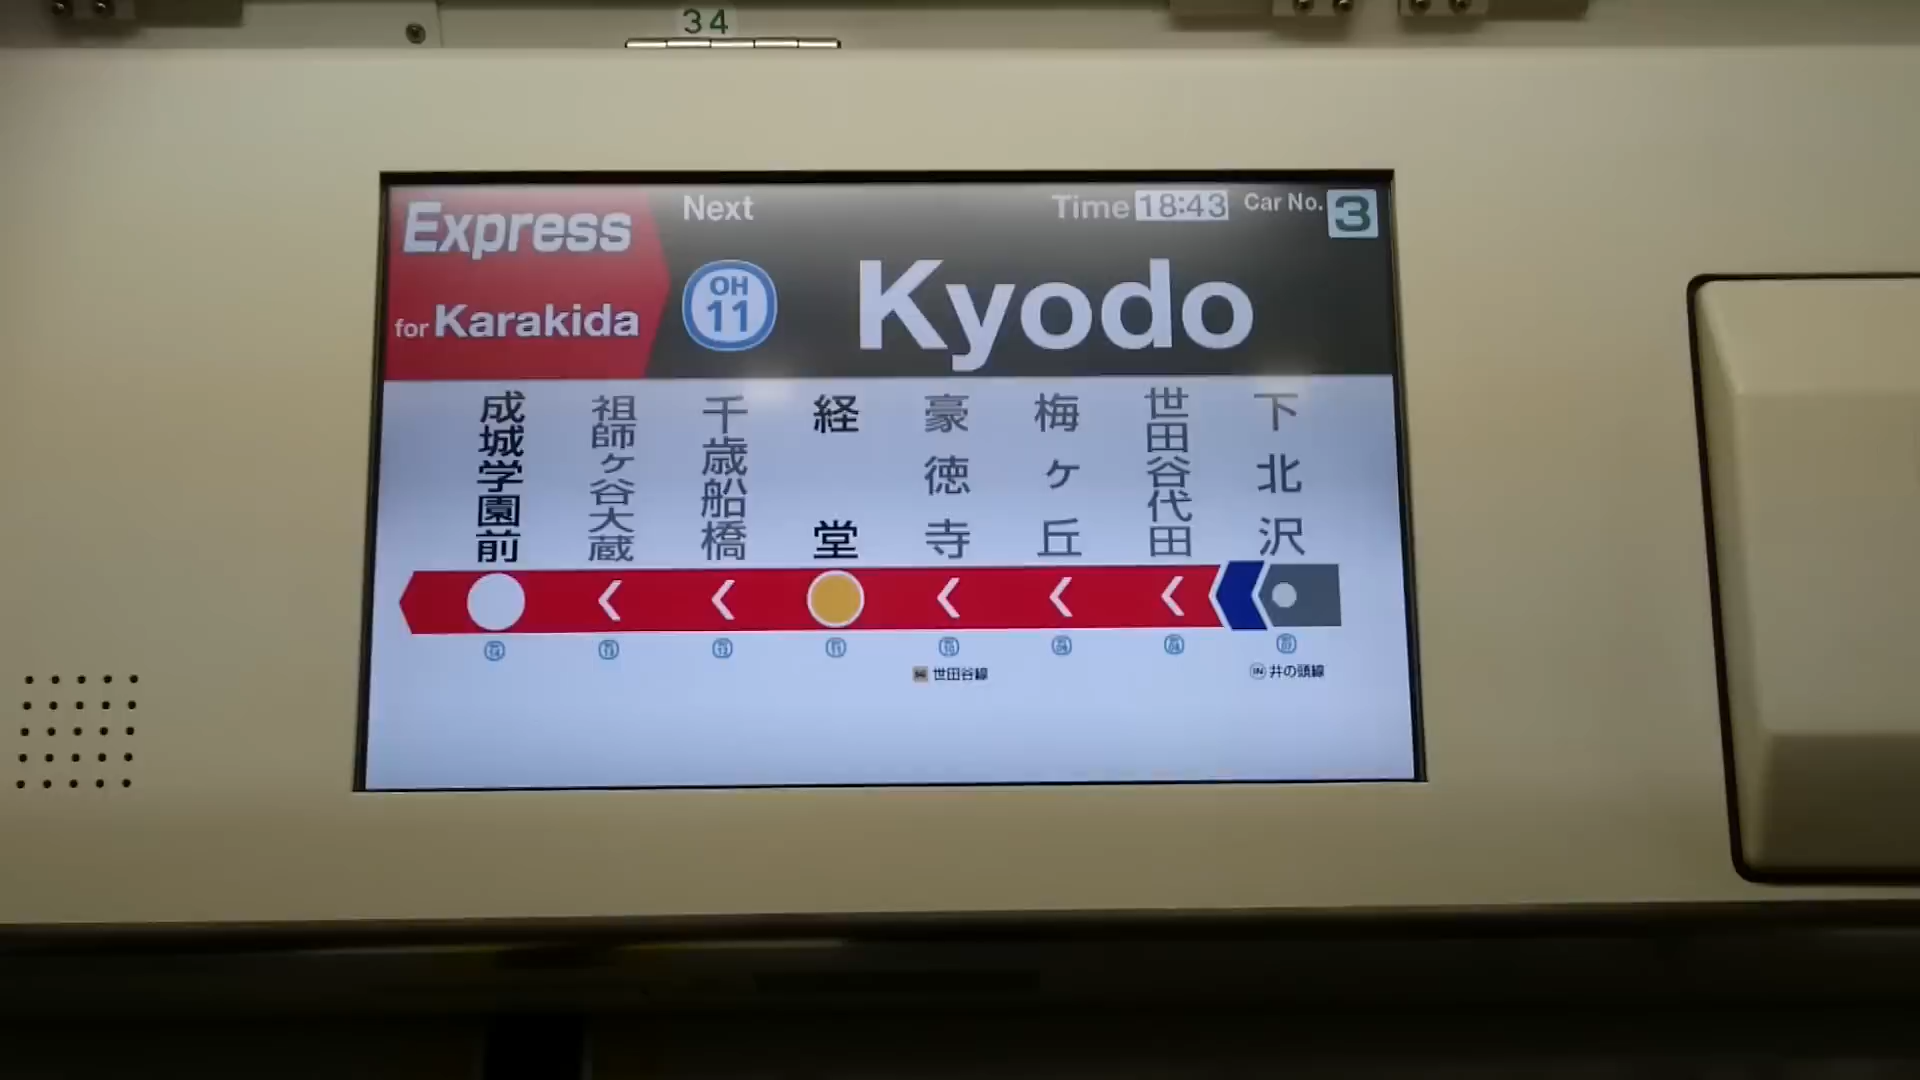 34
Express
for Karakida
Next
Time 18:43
Car No. 3
OH
11
Kyodo
成城学園前
祖師ヶ谷大蔵
千歳船橋
経堂
豪徳寺
梅ヶ丘
世田谷代田
下北沢
世田谷線
IN 井の頭線